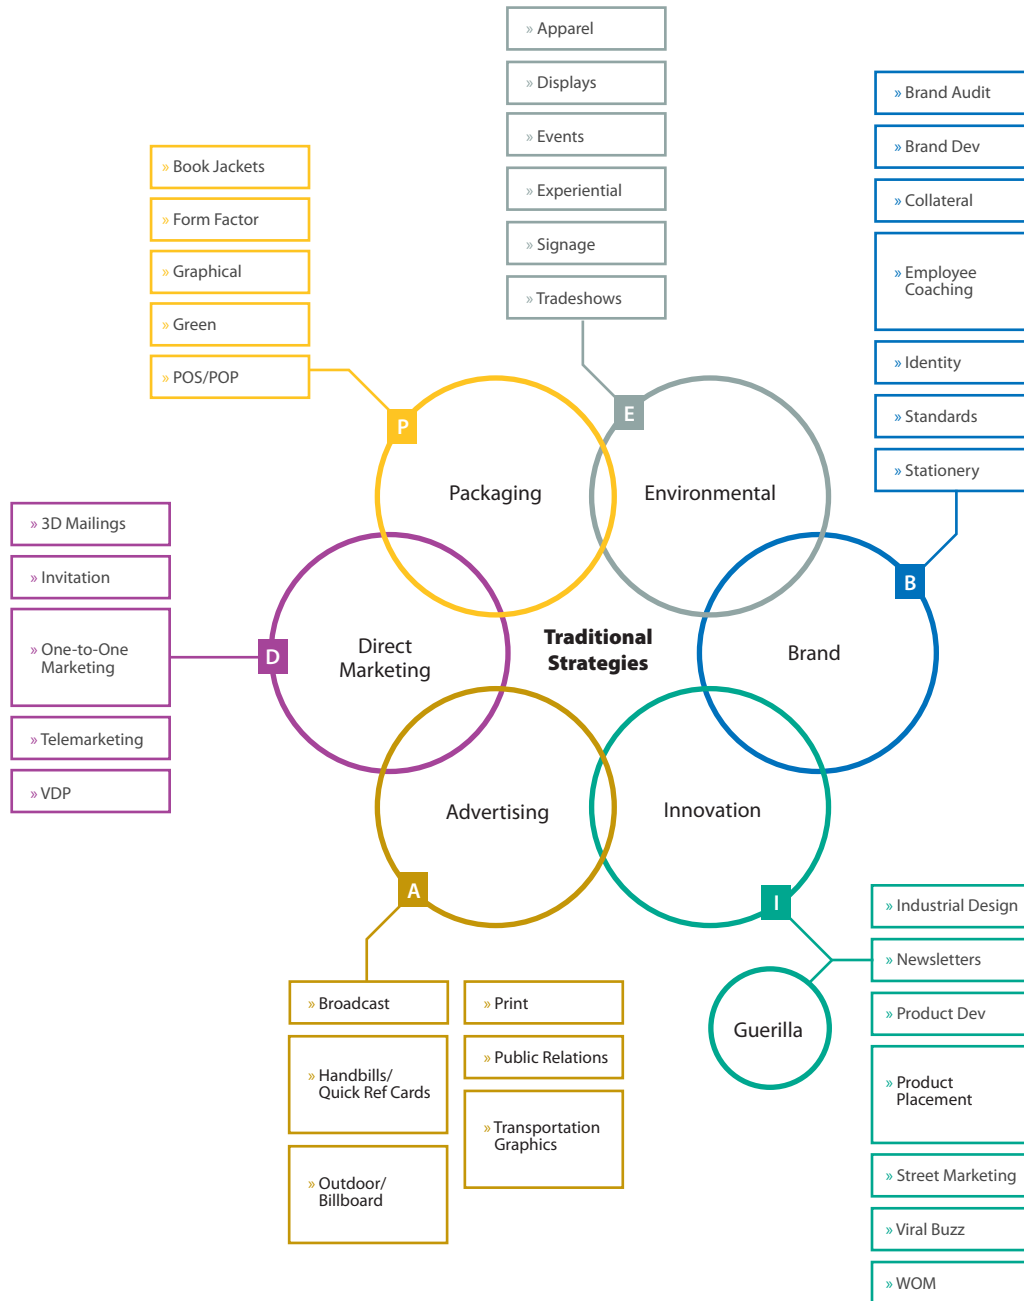 » Apparel
» Displays
» Events
» Experiential
» Signage
» Tradeshows
» Brand Audit
» Brand Dev
» Collateral
» Employee
Coaching
» Identity
» Standards
» Stationery
» Book Jackets
» Form Factor
» Graphical
» Green
» POS/POP
P
E
Packaging
Environmental
» 3D Mailings
» Invitation
» One-to-One
Marketing
» Telemarketing
» VDP
D
Direct
Marketing
Traditional
Strategies
B
Brand
Advertising
Innovation
A
I
» Broadcast
» Handbills/
Quick Ref Cards
» Outdoor/
Billboard
» Print
» Public Relations
» Transportation
Graphics
Guerilla
» Industrial Design
» Newsletters
» Product Dev
» Product
Placement
» Street Marketing
» Viral Buzz
» WOM